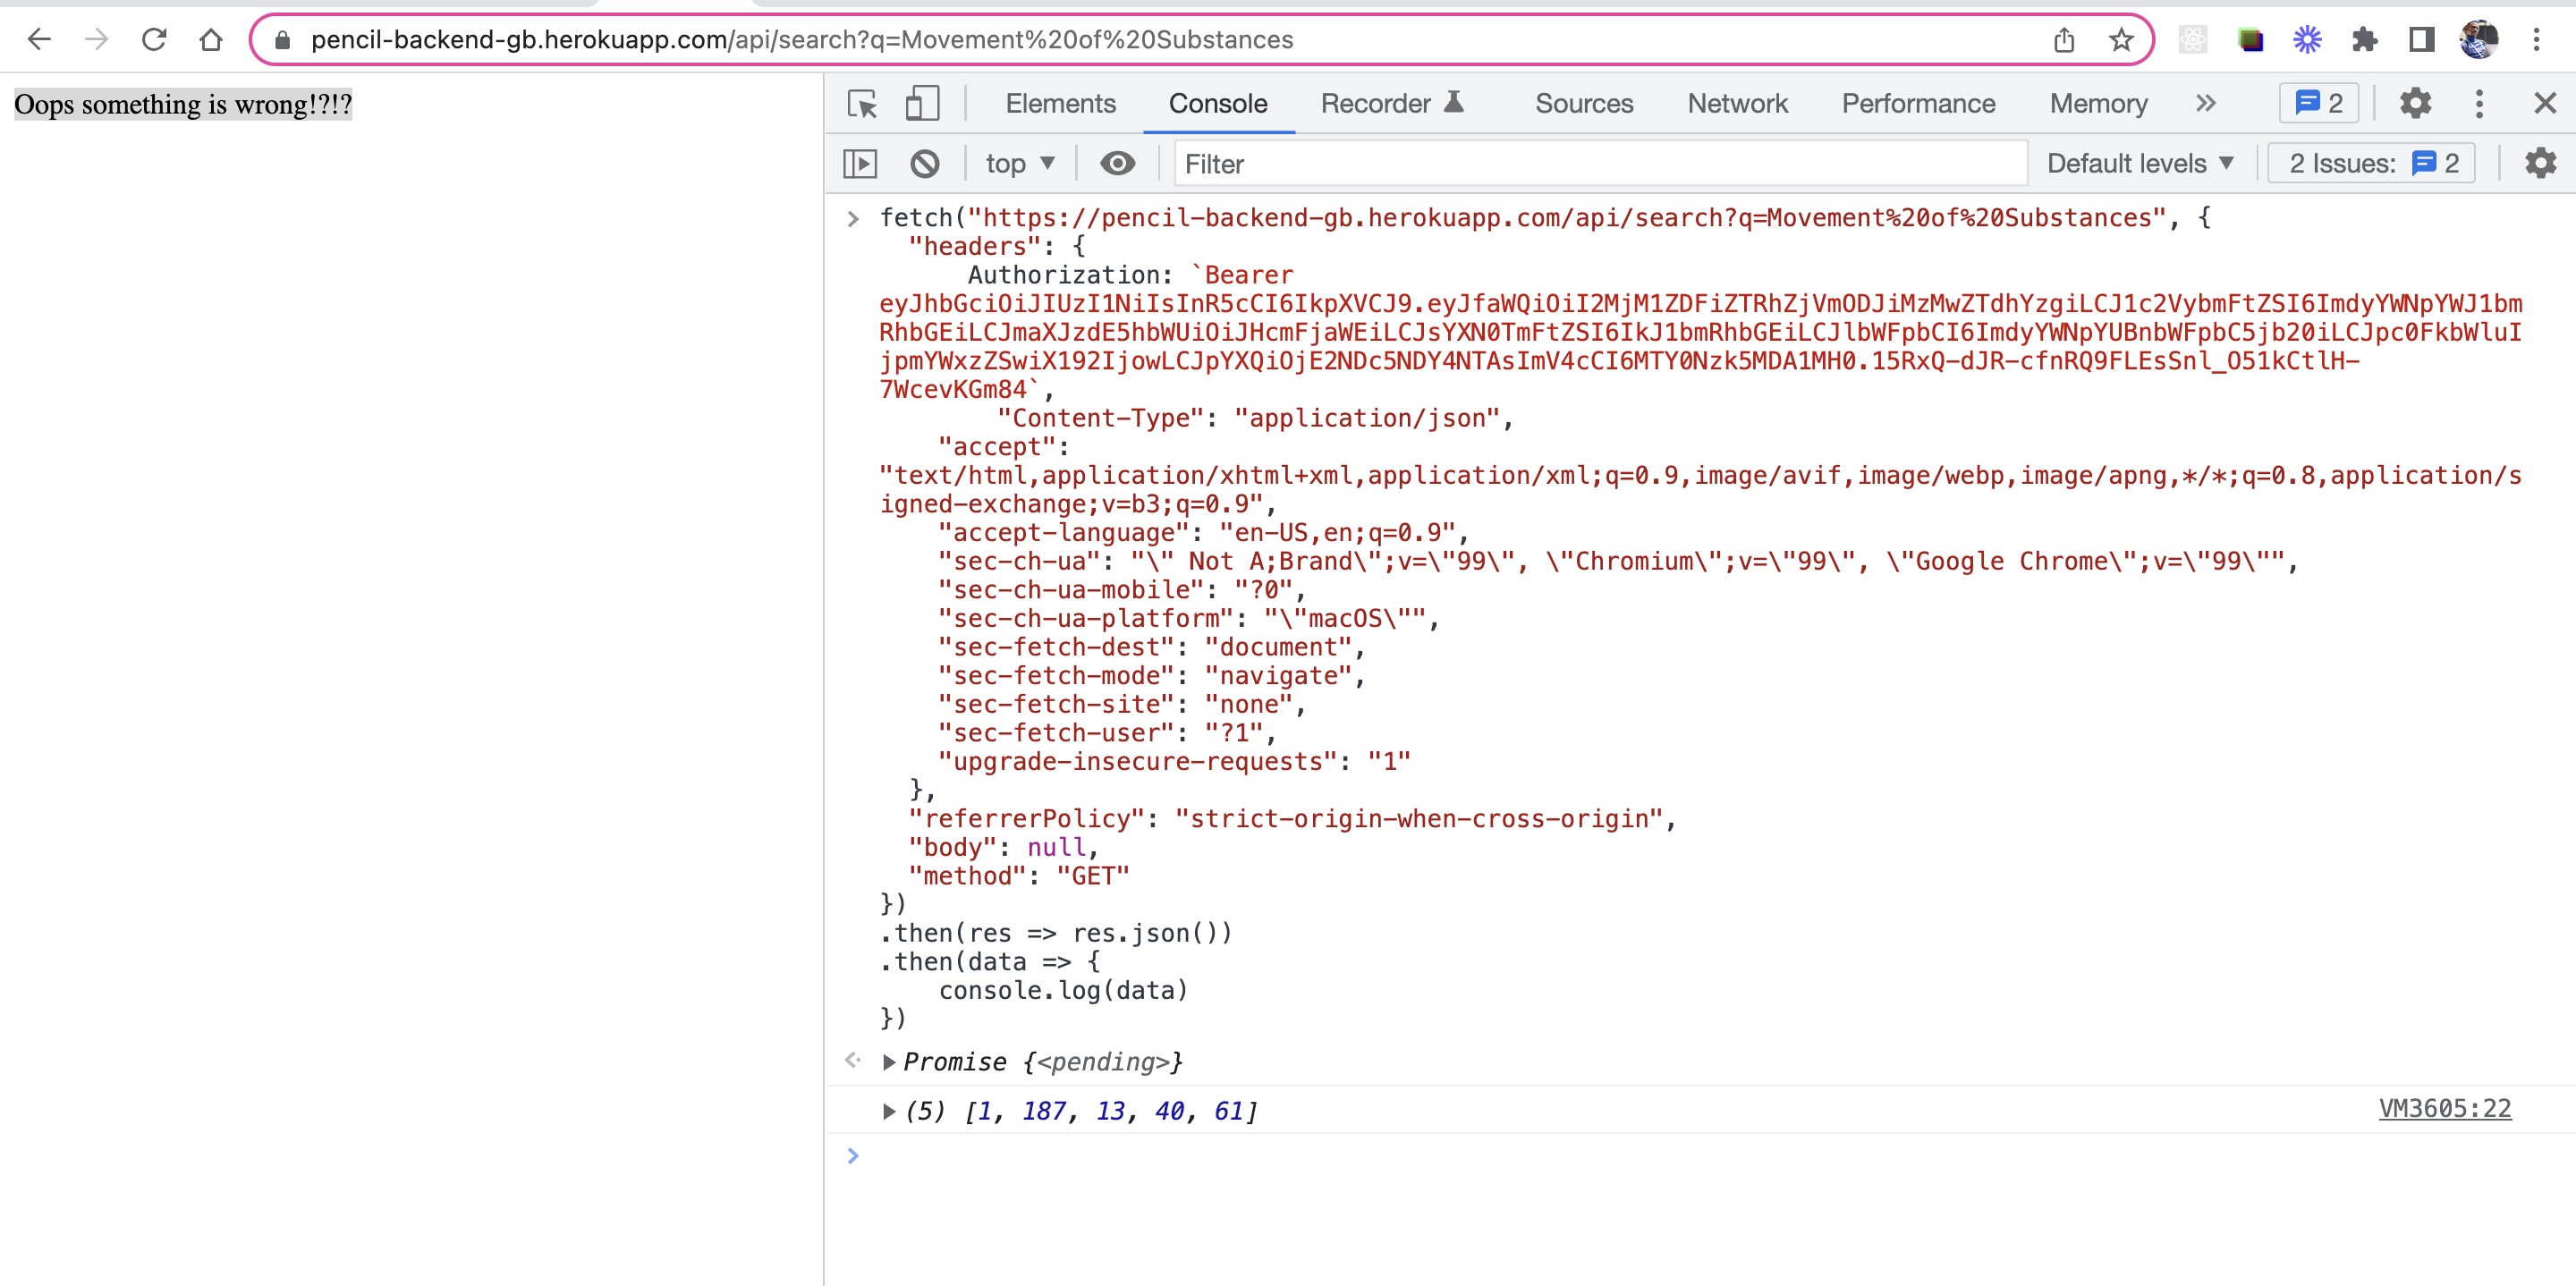 pencil-backend-gb.herokuapp.com/api/search?q=Movement%20of%20Substances
Oops something is wrong!?!?
Elements Console Recorder Sources Network Performance Memory 2
top Filter Default levels 2 Issues: 2
fetch("https://pencil-backend-gb.herokuapp.com/api/search?q=Movement%20of%20Substances", {
"headers": {
Authorization: `Bearer
eyJhbGciOiJIUzI1NiIsInR5cCI6IkpXVCJ9.eyJfaWQiOiI2MjM1ZDFiZTRhZjVmODJiMzMwZTdhYzgiLCJ1c2VybmFtZSI6ImdyYWNpYWJ1bm
RhbGEiLCJmaXJzdE5hbWUiOiJHcmFjaWEiLCJsYXN0TmFtZSI6IkJ1bmRhbGEiLCJlbWFpbCI6ImdyYWNpYUBnbWFpbC5jb20iLCJpc0FkbWluI
jpmYWxzZSwiX192IjowLCJpYXQiOjE2NDc5NDY4NTAsImV4cCI6MTY0Nzk5MDA1MH0.15RxQ-dJR-cfnRQ9FLEsSnl_O51kCtlH-
7WcevKGm84`,
"Content-Type": "application/json",
"accept":
"text/html,application/xhtml+xml,application/xml;q=0.9,image/avif,image/webp,image/apng,*/*;q=0.8,application/s
igned-exchange;v=b3;q=0.9",
"accept-language": "en-US,en;q=0.9",
"sec-ch-ua": "\" Not A;Brand\";v=\"99\", \"Chromium\";v=\"99\", \"Google Chrome\";v=\"99\"",
"sec-ch-ua-mobile": "?0",
"sec-ch-ua-platform": "\"macOS\"",
"sec-fetch-dest": "document",
"sec-fetch-mode": "navigate",
"sec-fetch-site": "none",
"sec-fetch-user": "?1",
"upgrade-insecure-requests": "1"
},
"referrerPolicy": "strict-origin-when-cross-origin",
"body": null,
"method": "GET"
})
.then(res => res.json())
.then(data => {
console.log(data)
})
Promise {<pending>}
(5) [1, 187, 13, 40, 61] VM3605:22